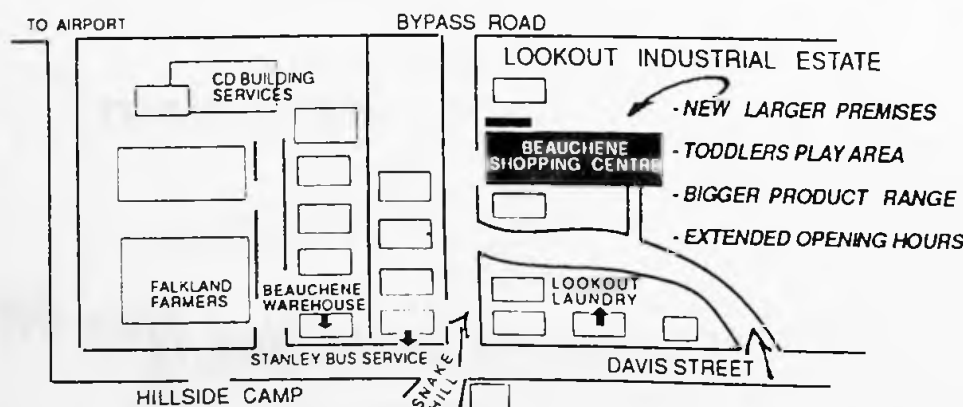 TO AIRPORT
BYPASS ROAD
LOOKOUT INDUSTRIAL ESTATE
CD BUILDING
SERVICES
- NEW LARGER PREMISES
BEAUCHENE
SHOPPING CENTRE
- TODDLERS PLAY AREA
- BIGGER PRODUCT RANGE
- EXTENDED OPENING HOURS
FALKLAND
FARMERS
BEAUCHENE
WAREHOUSE
LOOKOUT
LAUNDRY
STANLEY BUS SERVICE
SNAKE
HILL
DAVIS STREET
HILLSIDE CAMP